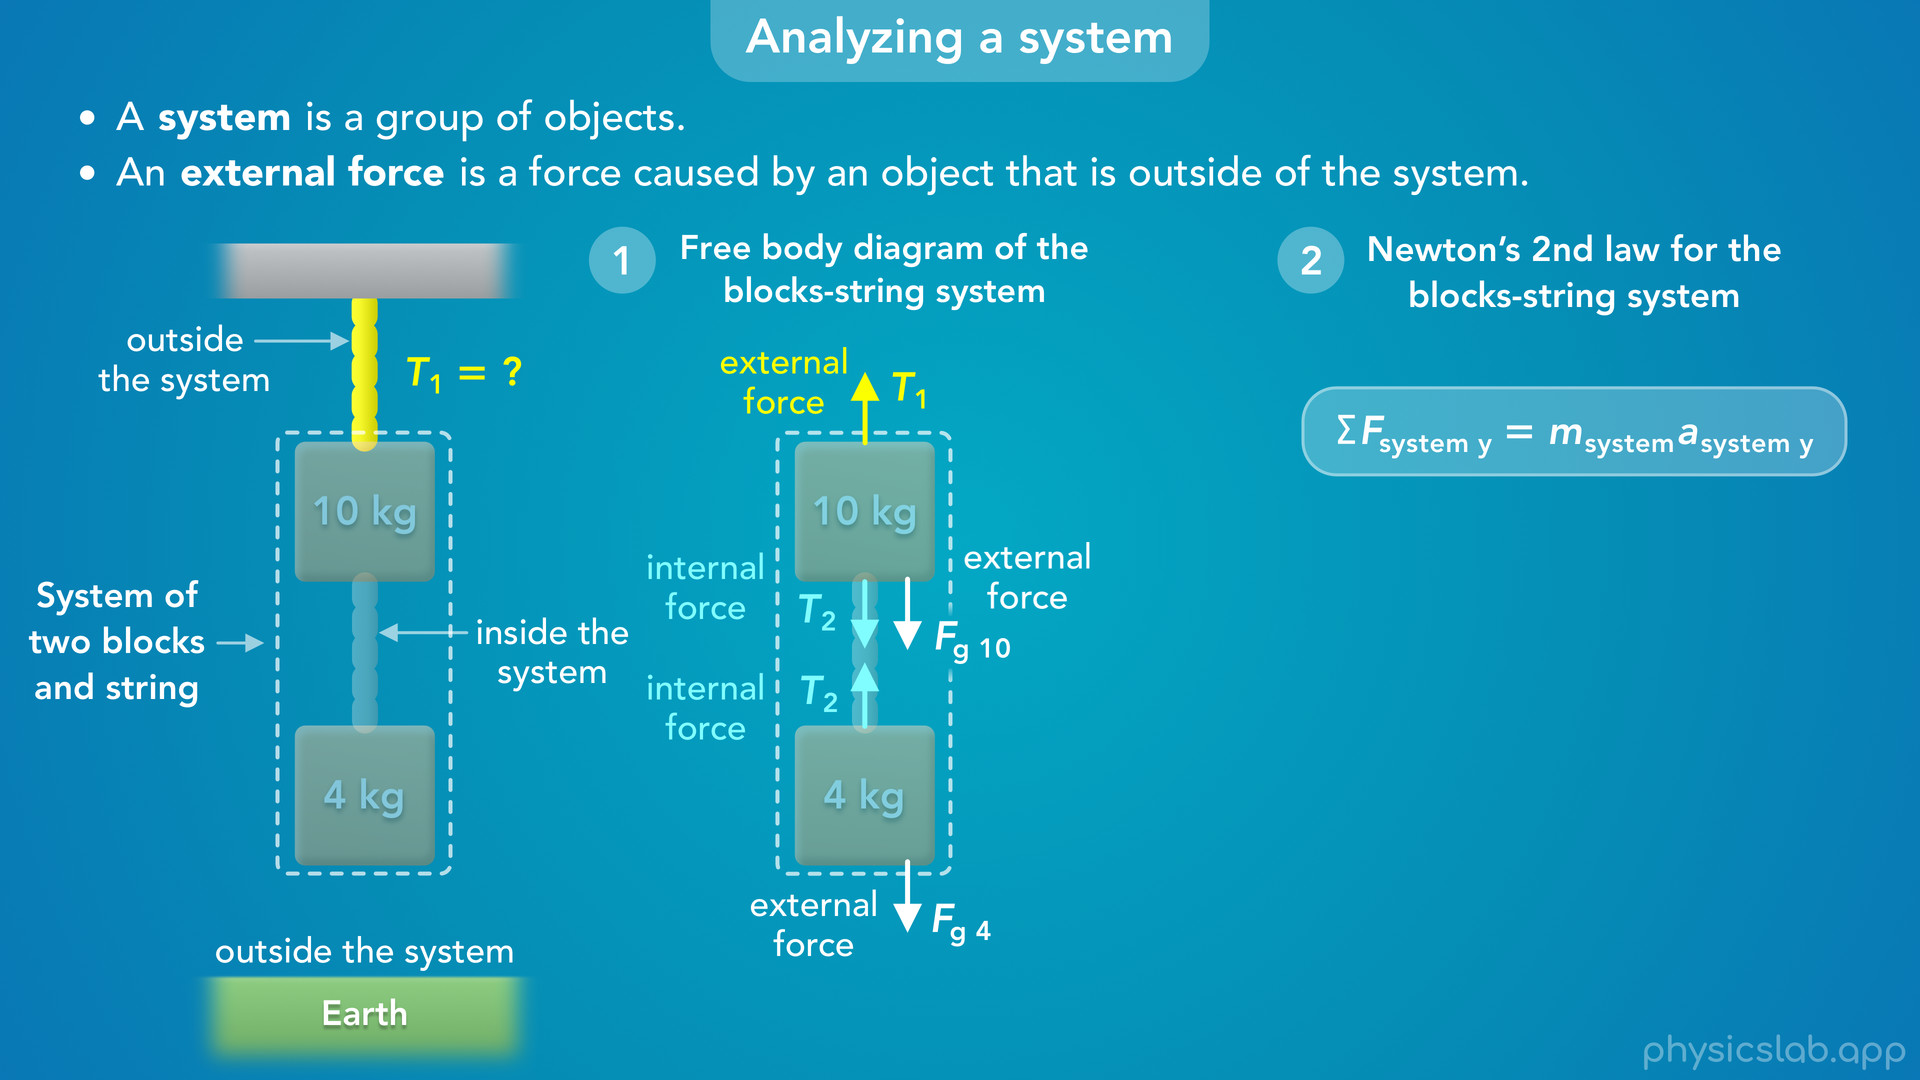 Analyzing a system
• A system is a group of objects.
• An external force is a force caused by an object that is outside of the system.
outside
the system
T1 = ?
10 kg
System of
two blocks
and string
inside the
system
4 kg
outside the system
Earth
1
Free body diagram of the
blocks-string system
external
force
T1
10 kg
internal
force
T2
external
force
Fg 10
internal
force
T2
4 kg
external
force
Fg 4
2
Newton’s 2nd law for the
blocks-string system
ΣFsystem y = msystem asystem y
physicslab.app